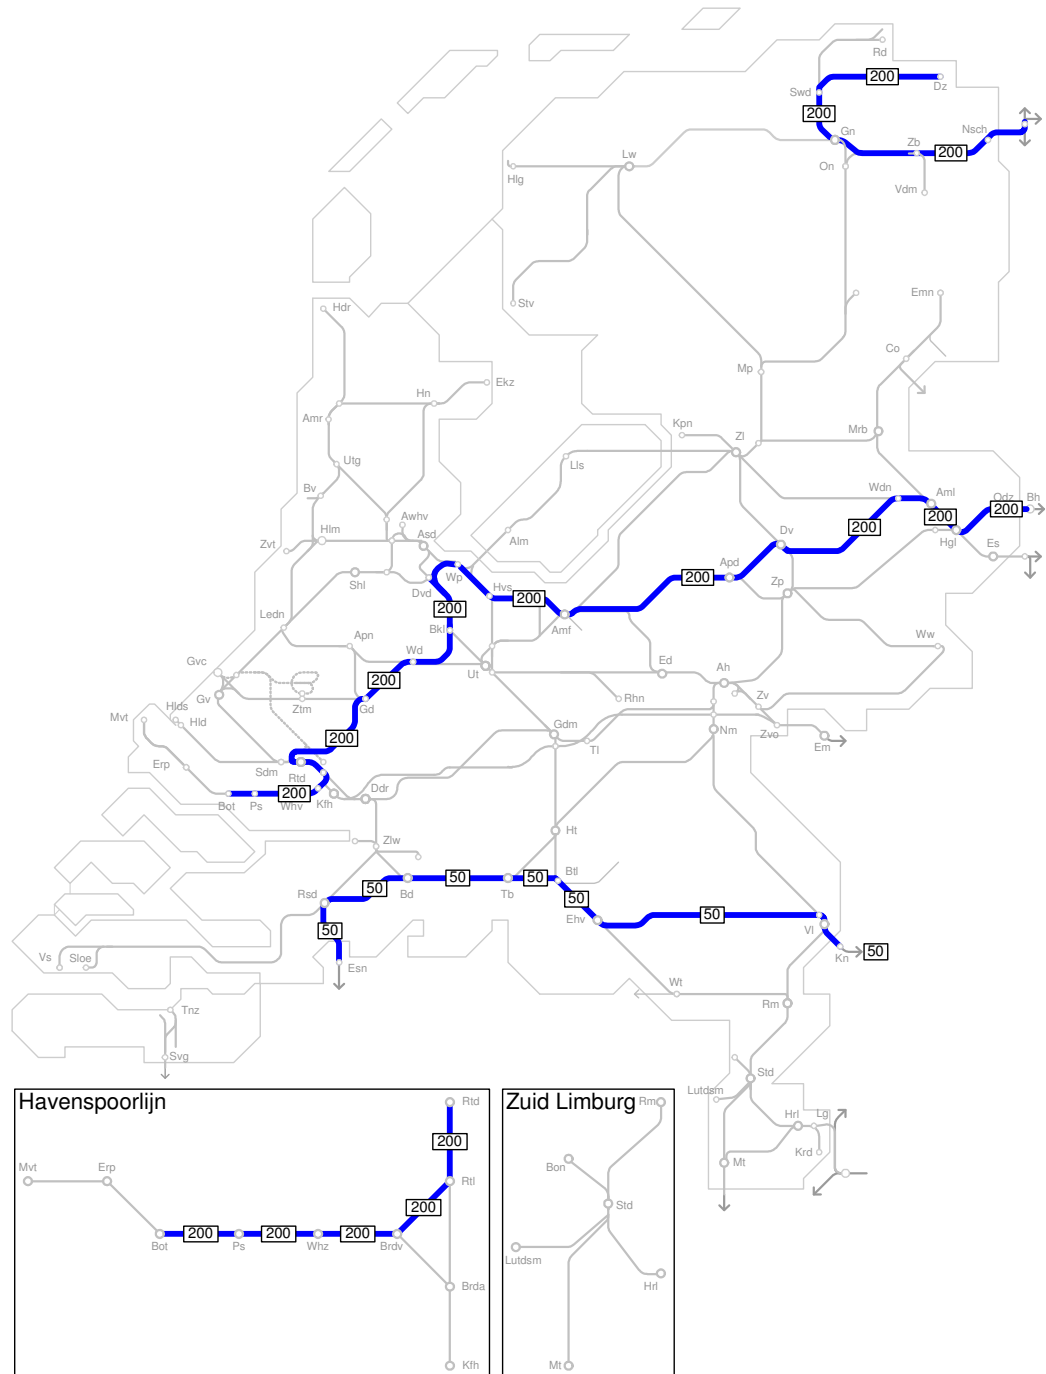 Rd
200
Dz
Swd
200
Gn
Nsch
Zb
200
On
Vdm
Lw
Hlg
Stv
Emn
Hdr
Co
Mp
Ekz
Hn
Amr
Kpn
Zl
Mrb
Utg
Lls
Bv
Wdn
Aml
Odz
Bh
200
200
200
Awhv
Hlm
Asd
Alm
Dv
Hgl
Es
Zvt
Shl
Wp
Dvd
Hvs
200
200
Apd
200
Zp
Ledn
Bkl
Amf
Apn
Wd
Ut
Ed
Ah
Ww
Gvc
200
Gv
Ztm
Gd
Rhn
Zv
Hlds
Mvt
Hld
200
Gdm
Tl
Nm
Zvo
Em
Erp
Sdm
Rtd
Bot
Ps
200
Whv
Kfh
Ddr
Zlw
Ht
Rsd
50
Bd
50
Tb
50
Btl
50
Ehv
50
Vl
50
Kn
50
Vs
Sloe
Esn
Wt
Rm
Tnz
Svg
Std
Lutdsm
Hrl
Lg
Krd
Mt
Havenspoorlijn
Rtd
200
Mvt
Erp
Rtl
200
200
200
200
Bot
Ps
Whz
Brdv
Brda
Kfh
Zuid Limburg
Rm
Bon
Std
Lutdsm
Hrl
Mt